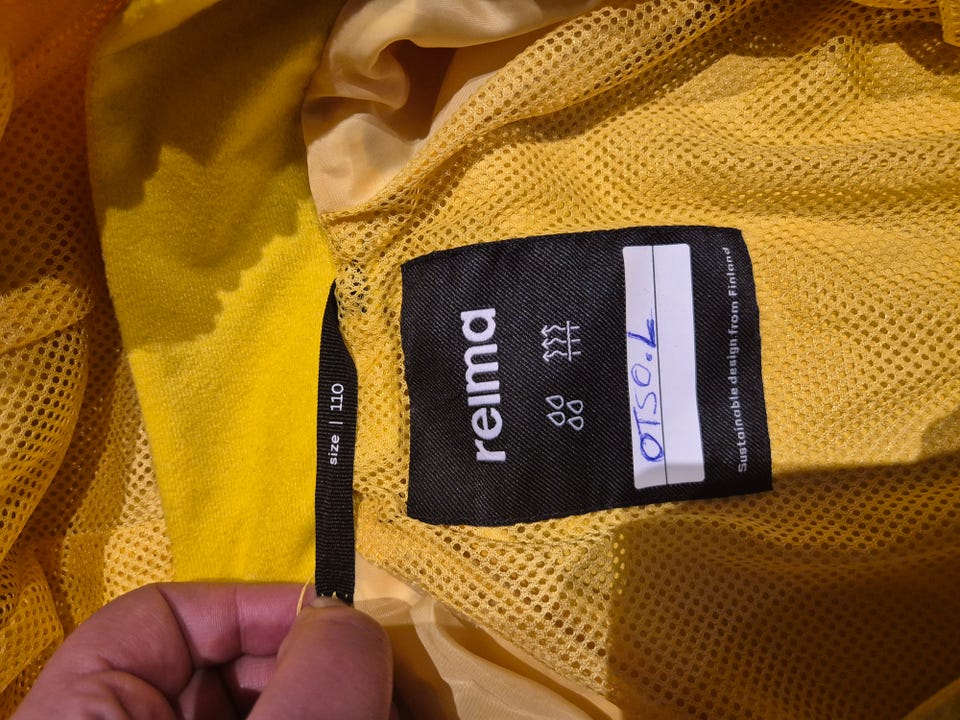 size | 110
reima
OTSO.L
Sustainable design from Finland